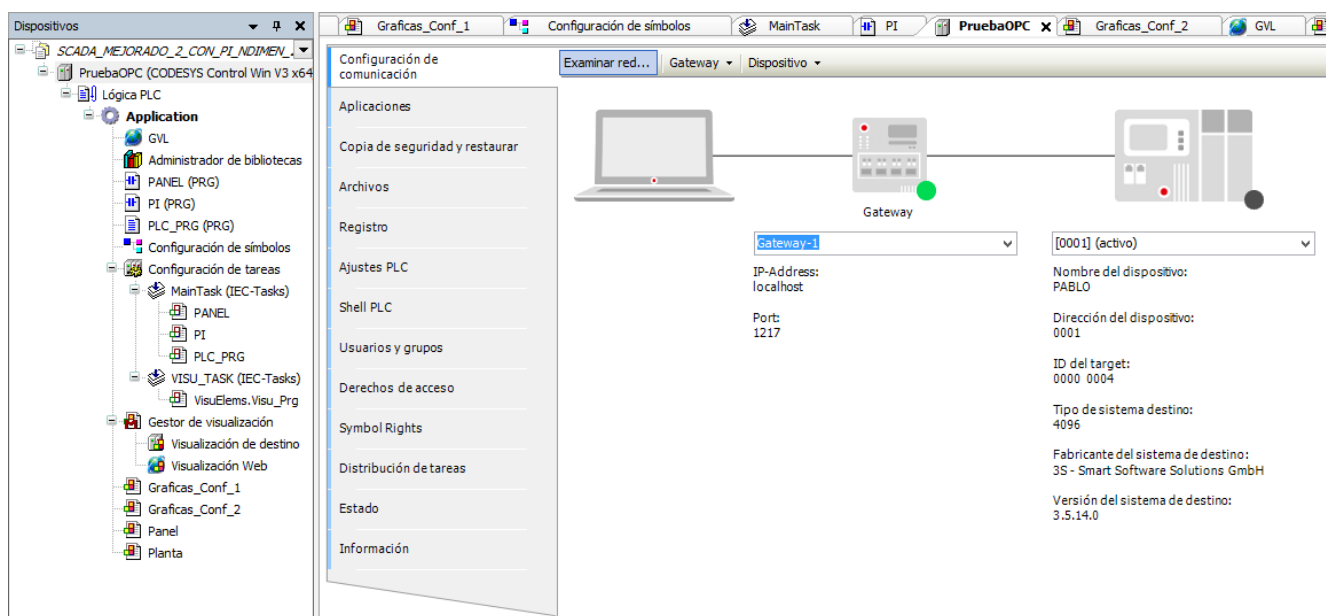 Dispositivos
SCADA_MEJORADO_2_CON_PI_NDIMEN_
PruebaOPC (CODESYS Control Win V3 x64
Lógica PLC
Application
GVL
Administrador de bibliotecas
PANEL (PRG)
PI (PRG)
PLC_PRG (PRG)
Configuración de símbolos
Configuración de tareas
MainTask (IEC-Tasks)
PANEL
PI
PLC_PRG
VISU_TASK (IEC-Tasks)
VisuElems.Visu_Prg
Gestor de visualización
Visualización de destino
Visualización Web
Graficas_Conf_1
Graficas_Conf_2
Panel
Planta
Graficas_Conf_1
Configuración de símbolos
MainTask
PI
PruebaOPC
Graficas_Conf_2
GVL
Configuración de
comunicación
Aplicaciones
Copia de seguridad y restaurar
Archivos
Registro
Ajustes PLC
Shell PLC
Usuarios y grupos
Derechos de acceso
Symbol Rights
Distribución de tareas
Estado
Información
Examinar red...
Gateway
Dispositivo
Gateway
Gateway-1
IP-Address:
localhost
Port:
1217
[0001] (activo)
Nombre del dispositivo:
PABLO
Dirección del dispositivo:
0001
ID del target:
0000 0004
Tipo de sistema destino:
4096
Fabricante del sistema de destino:
3S - Smart Software Solutions GmbH
Versión del sistema de destino:
3.5.14.0